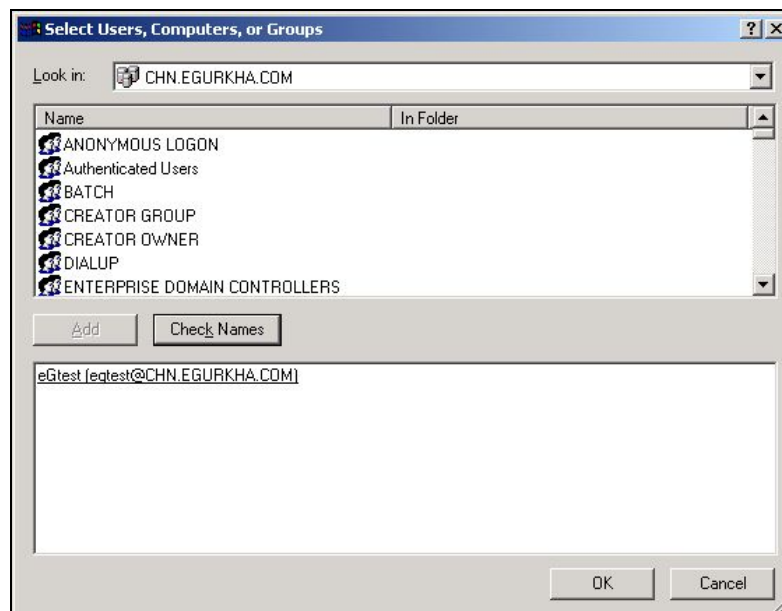 Select Users, Computers, or Groups
Look in: CHN.EGURKHA.COM
Name In Folder
ANONYMOUS LOGON
Authenticated Users
BATCH
CREATOR GROUP
CREATOR OWNER
DIALUP
ENTERPRISE DOMAIN CONTROLLERS
Add Check Names
eGtest (egtest@CHN.EGURKHA.COM)
OK Cancel